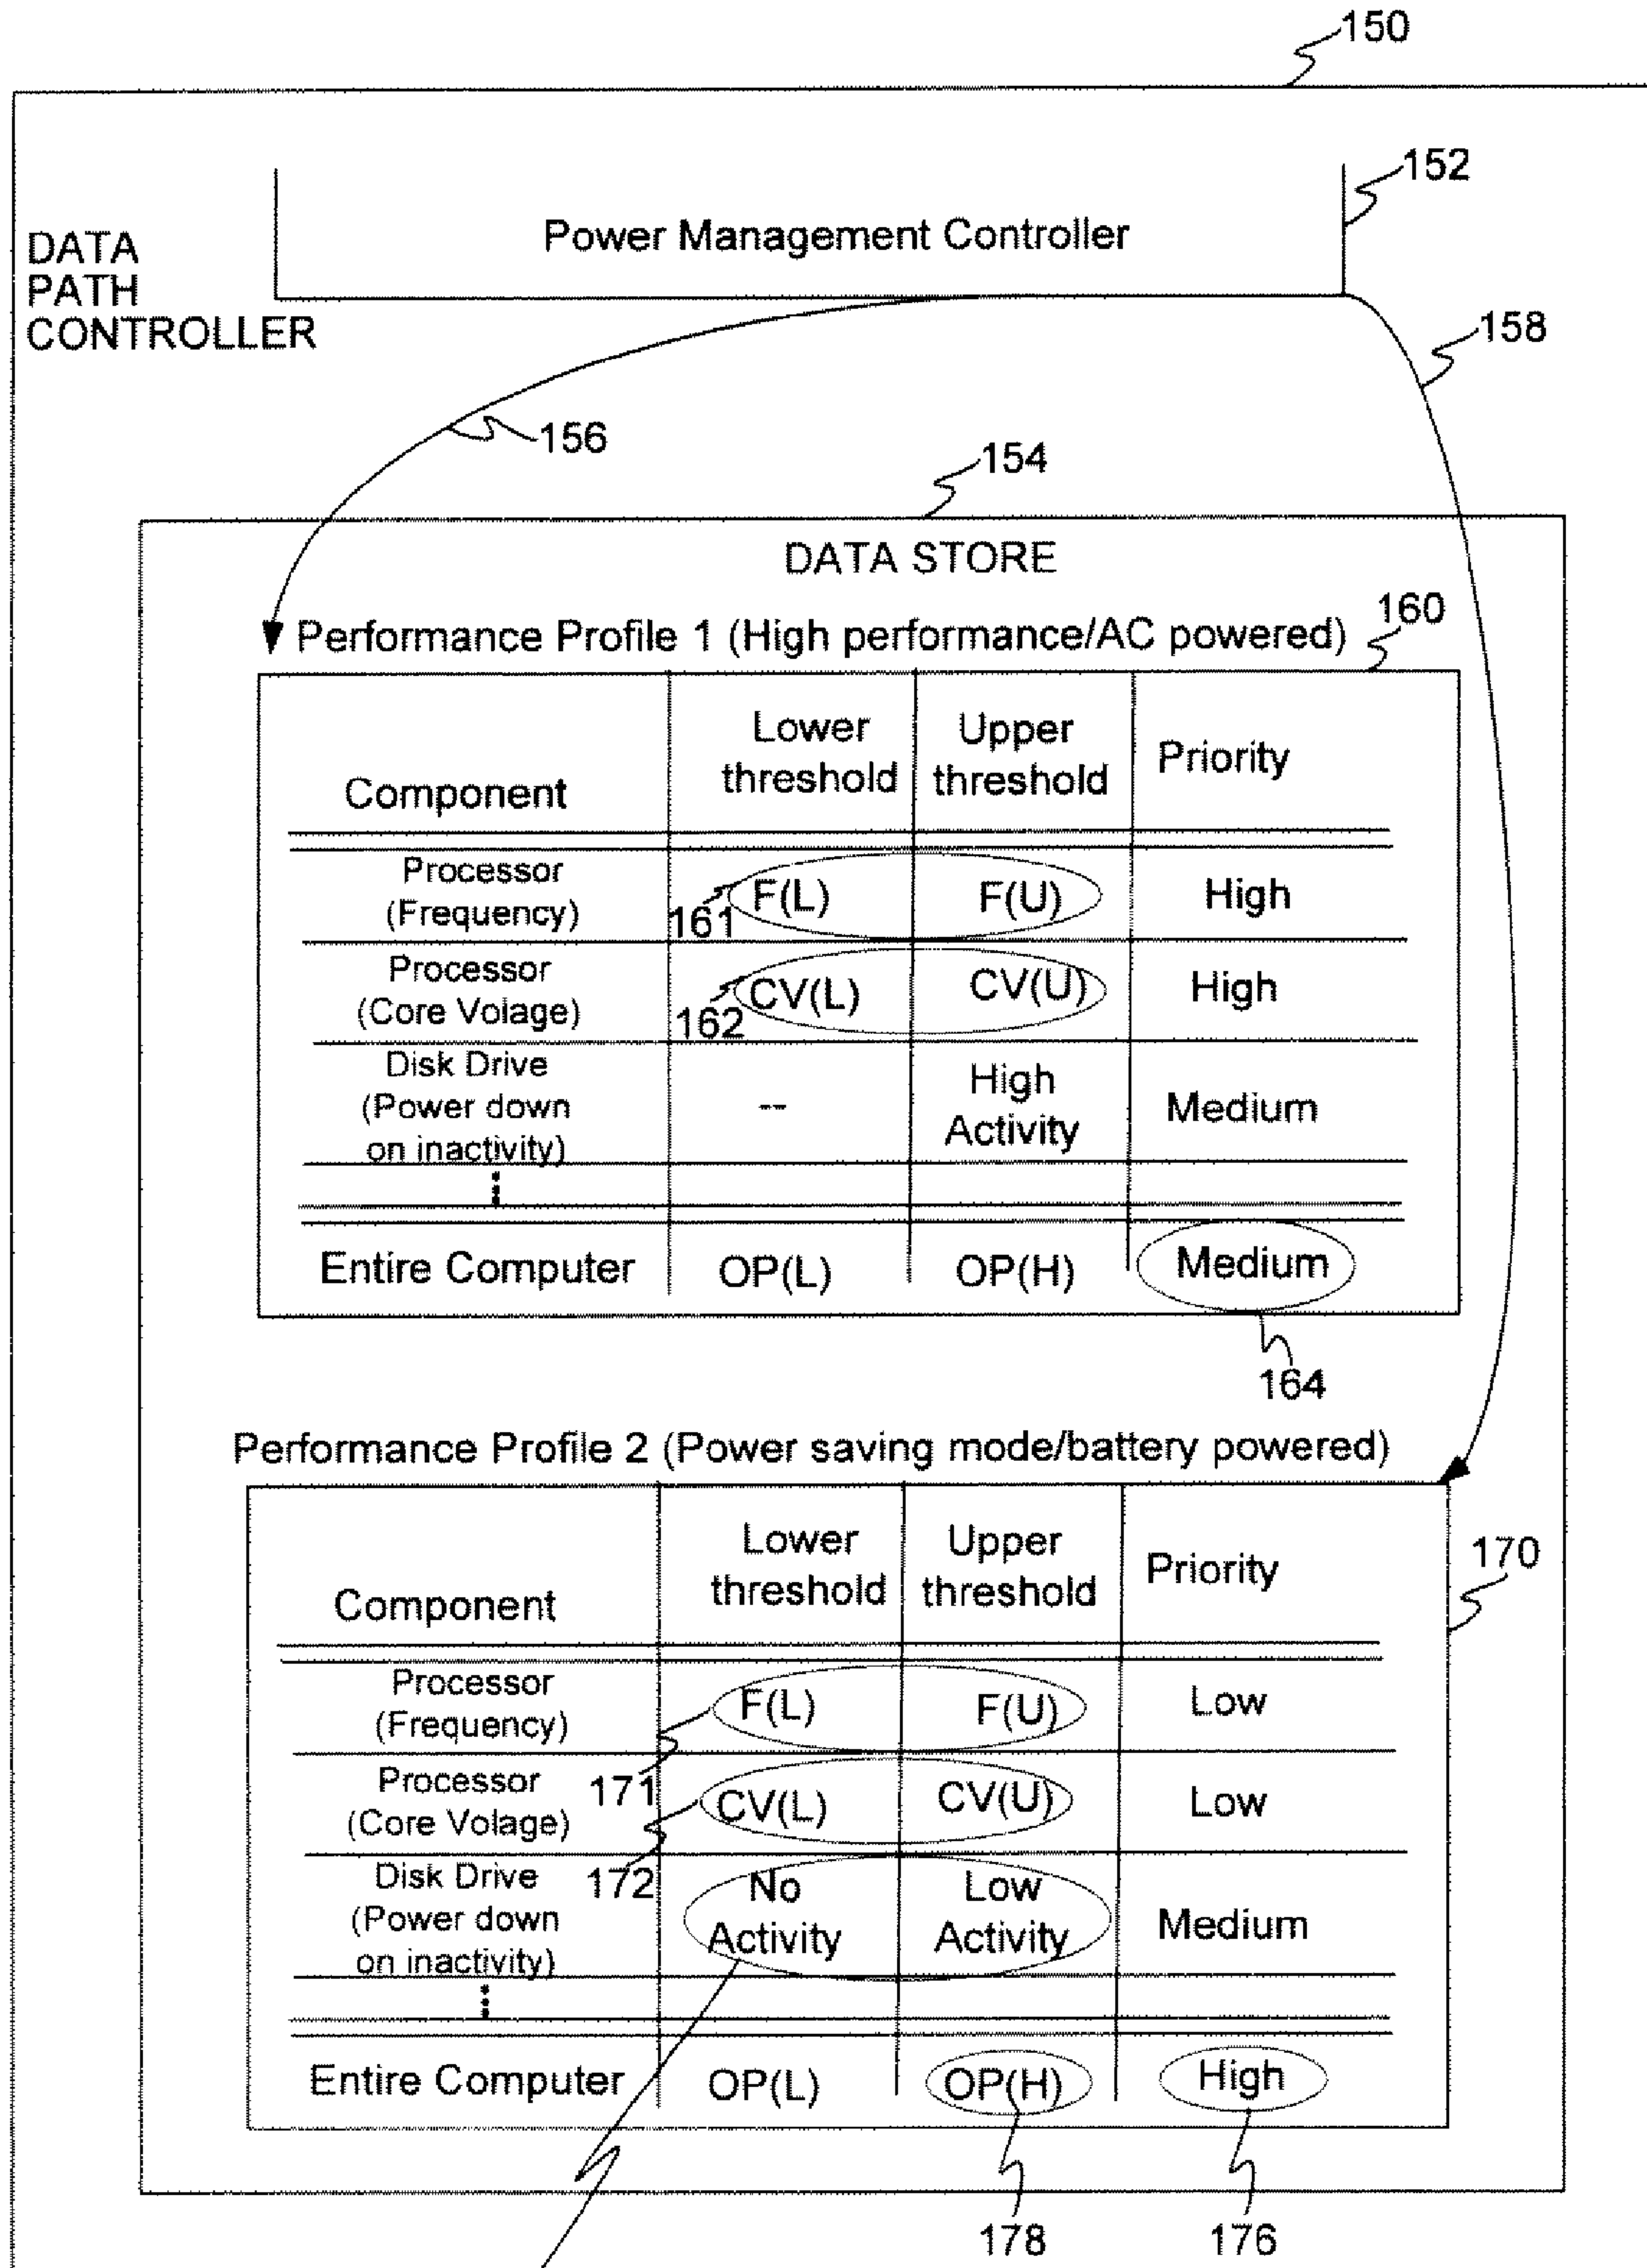 150
152
Power Management Controller
DATA
PATH
CONTROLLER
158
156
154
DATA STORE
Performance Profile 1 (High performance/AC powered)
160
Component
Lower
threshold
Upper
threshold
Priority
Processor
(Frequency)
161
F(L)
F(U)
High
Processor
(Core Volage)
162
CV(L)
CV(U)
High
Disk Drive
(Power down
on inactivity)
--
High
Activity
Medium
Entire Computer
OP(L)
OP(H)
Medium
164
Performance Profile 2 (Power saving mode/battery powered)
170
Component
Lower
threshold
Upper
threshold
Priority
Processor
(Frequency)
171
F(L)
F(U)
Low
Processor
(Core Volage)
172
CV(L)
CV(U)
Low
Disk Drive
(Power down
on inactivity)
No
Activity
Low
Activity
Medium
Entire Computer
OP(L)
OP(H)
High
178
176